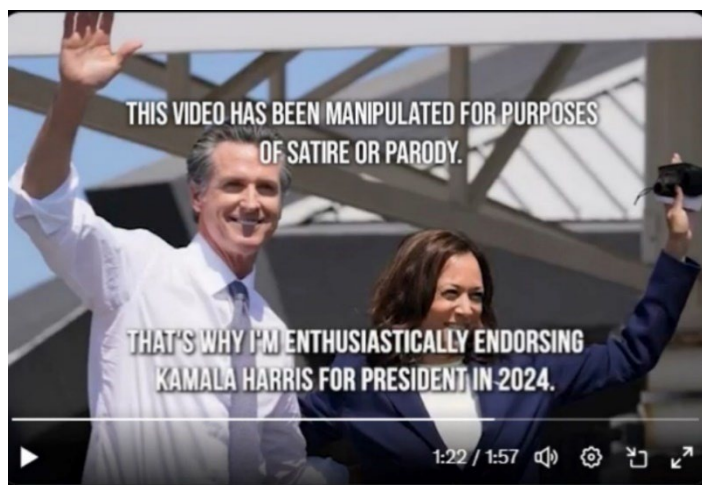 THIS VIDEO HAS BEEN MANIPULATED FOR PURPOSES
OF SATIRE OR PARODY.
THAT'S WHY I'M ENTHUSIASTICALLY ENDORSING
KAMALA HARRIS FOR PRESIDENT IN 2024.
1:22 / 1:57